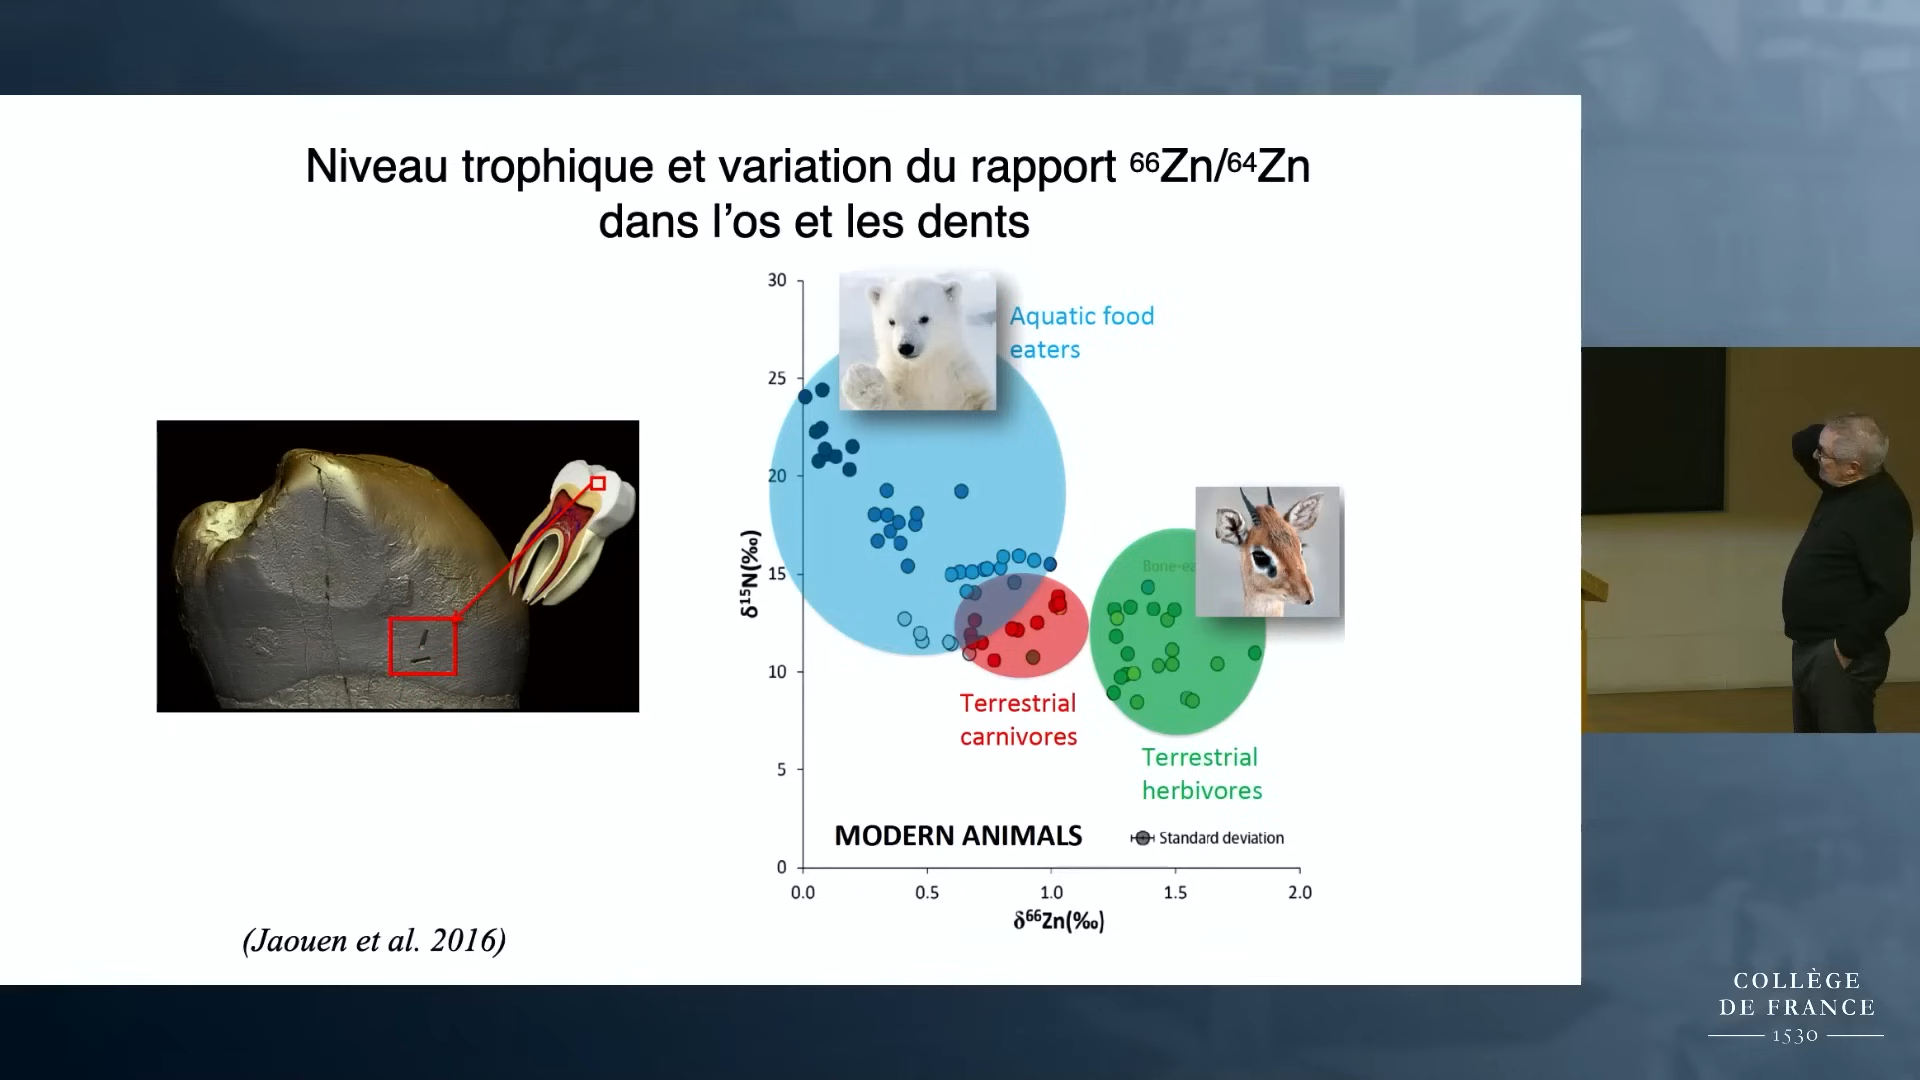 Niveau trophique et variation du rapport ⁶⁶Zn/⁶⁴Zn
dans l’os et les dents
30
25
20
15
10
5
0
δ¹⁵N(‰)
Aquatic food
eaters
Terrestrial
carnivores
Terrestrial
herbivores
MODERN ANIMALS
Standard deviation
0.0 0.5 1.0 1.5 2.0
δ⁶⁶Zn(‰)
(Jaouen et al. 2016)
COLLÈGE
DE FRANCE
1530